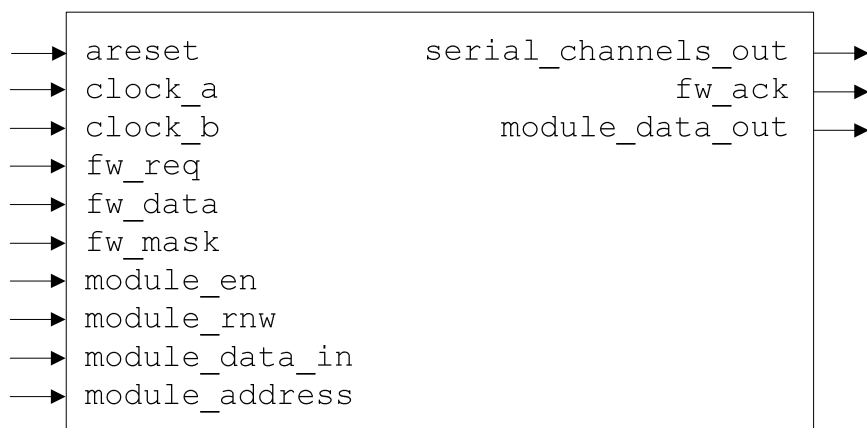 areset serial_channels_out
clock_a fw_ack
clock_b module_data_out
fw_req
fw_data
fw_mask
module_en
module_rnw
module_data_in
module_address